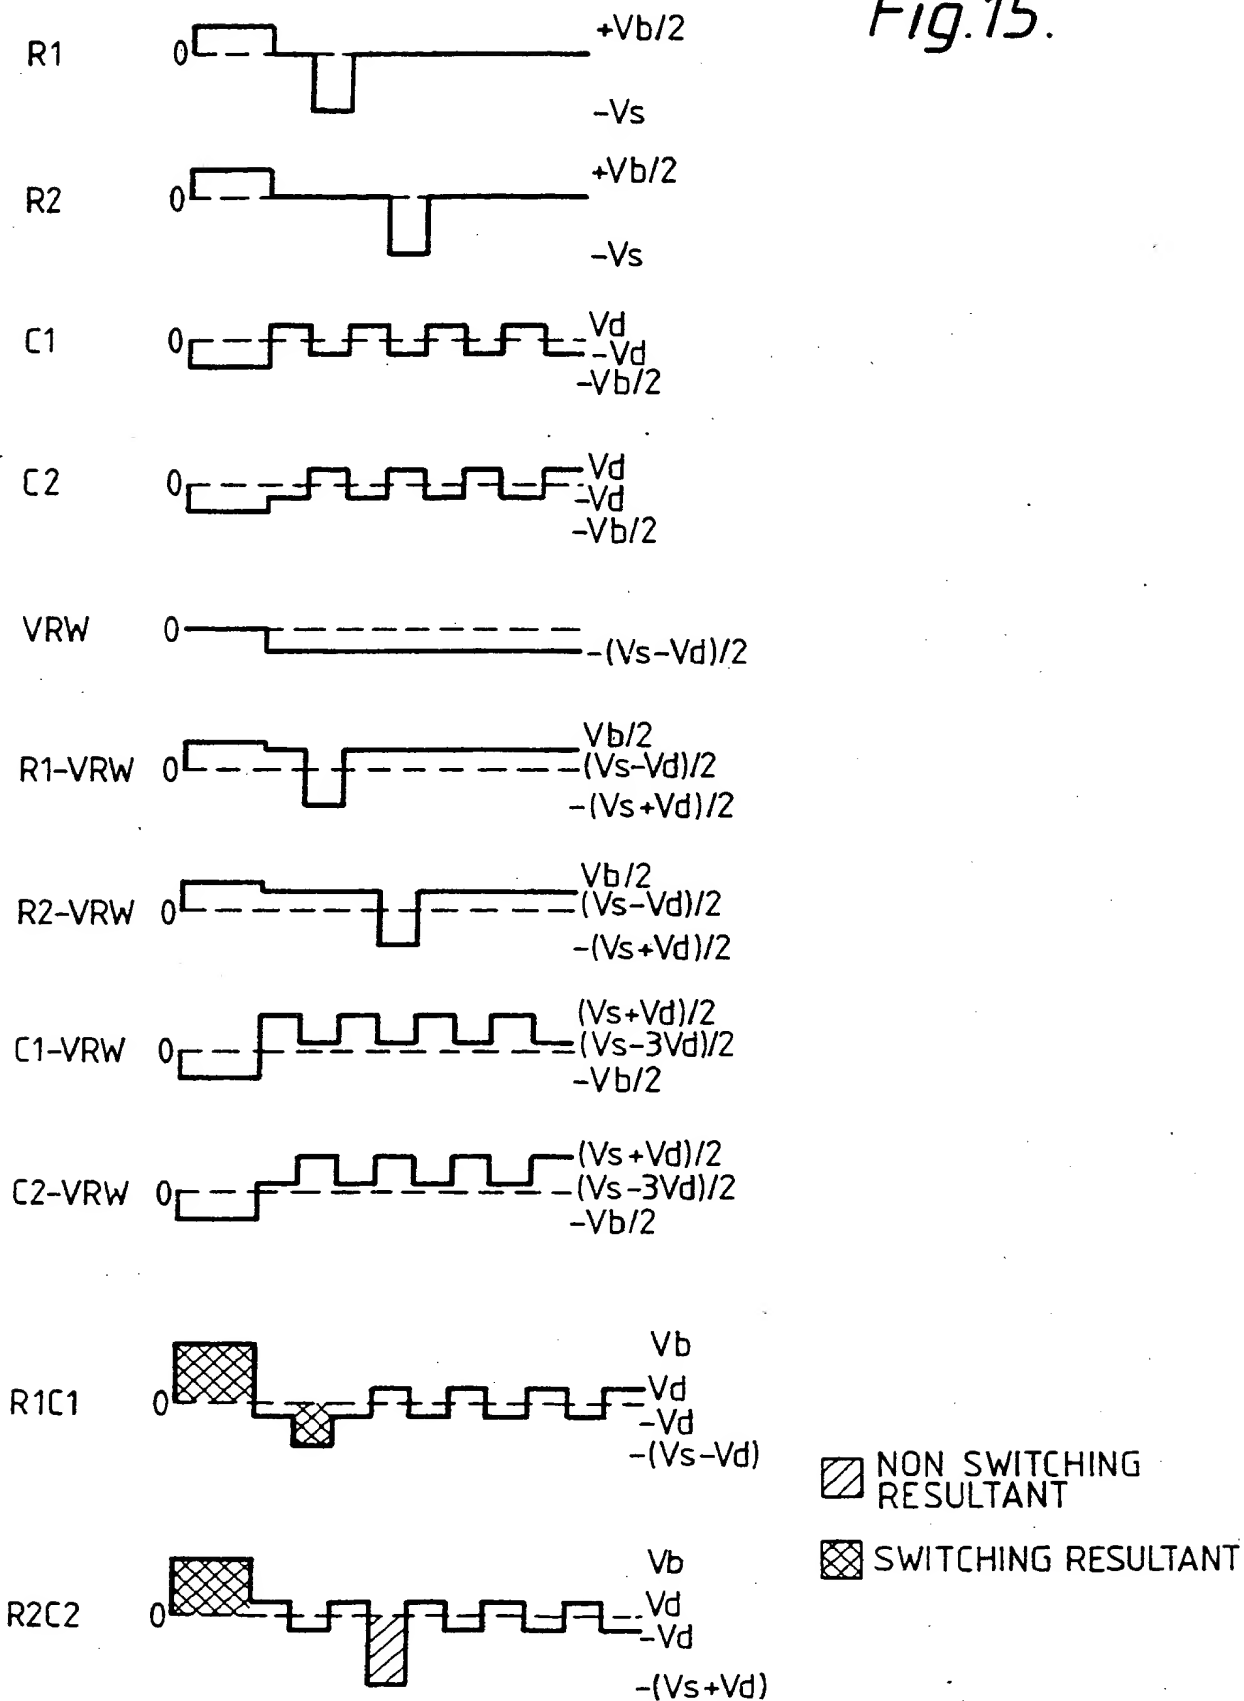 Fig.15.
R1
0
+Vb/2
-Vs
R2
0
+Vb/2
-Vs
C1
0
Vd
-Vd
-Vb/2
C2
0
Vd
-Vd
-Vb/2
VRW
0
-(Vs-Vd)/2
R1-VRW
0
Vb/2
(Vs-Vd)/2
-(Vs+Vd)/2
R2-VRW
0
Vb/2
(Vs-Vd)/2
-(Vs+Vd)/2
C1-VRW
0
(Vs+Vd)/2
(Vs-3Vd)/2
-Vb/2
C2-VRW
0
(Vs+Vd)/2
(Vs-3Vd)/2
-Vb/2
R1C1
0
Vb
Vd
-Vd
-(Vs-Vd)
NON SWITCHING
RESULTANT
SWITCHING RESULTANT
R2C2
0
Vb
Vd
-Vd
-(Vs+Vd)